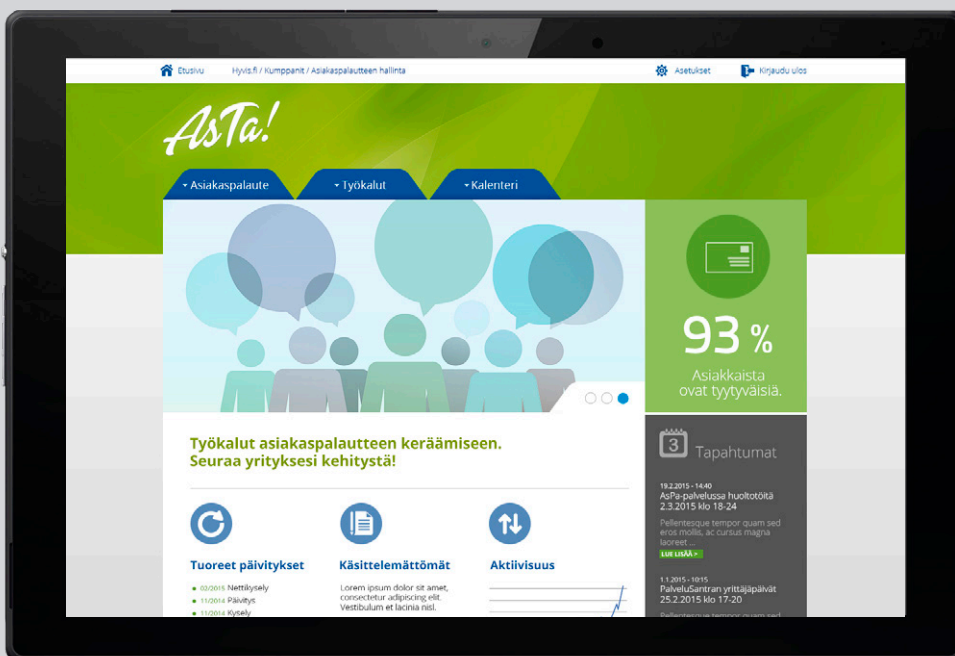 Etusivu
Hyvis.fi / Kumppanit / Asiakaspalautteen hallinta
Asetukset
Kirjaudu ulos
AsTa!
Asiakaspalaute
Työkalut
Kalenteri
93 %
Asiakkaista
ovat tyytyväisiä.
Työkalut asiakaspalautteen keräämiseen.
Seuraa yrityksesi kehitystä!
Tuoreet päivitykset
02/2015 Nettikysely
11/2014 Päivitys
11/2014 Kysely
Käsittelemättömät
Lorem ipsum dolor sit amet,
consectetur adipiscing elit.
Vestibulum et lacinia nisl.
Aktiivisuus
3
Tapahtumat
19.2.2015 - 14:40
AsPa-palvelussa huoltotöitä
2.3.2015 klo 18-24
Pellentesque tempor quam sed
eros mollis, ac cursus magna
laoreet ...
LUE LISÄÄ >
1.1.2015 - 10:15
PalveluSantran yrittäjäpäivät
25.2.2015 klo 17-20
Pellentesque tempor quam sed